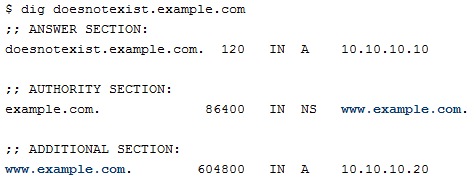 $ dig doesnotexist.example.com
;; ANSWER SECTION:
doesnotexist.example.com. 120 IN A 10.10.10.10
;; AUTHORITY SECTION:
example.com. 86400 IN NS www.example.com.
;; ADDITIONAL SECTION:
www.example.com. 604800 IN A 10.10.10.20